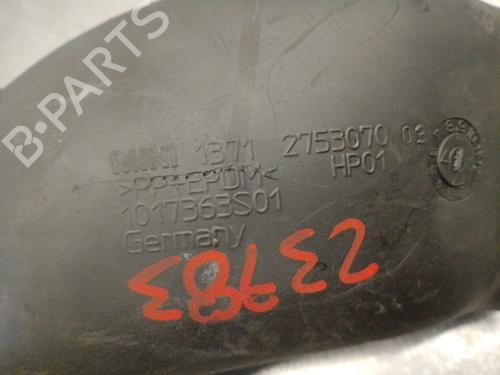 B-PARTS
MINI 1371 2753070 03
>PP+EPDM< HP01
1017363S01
Germany
23783